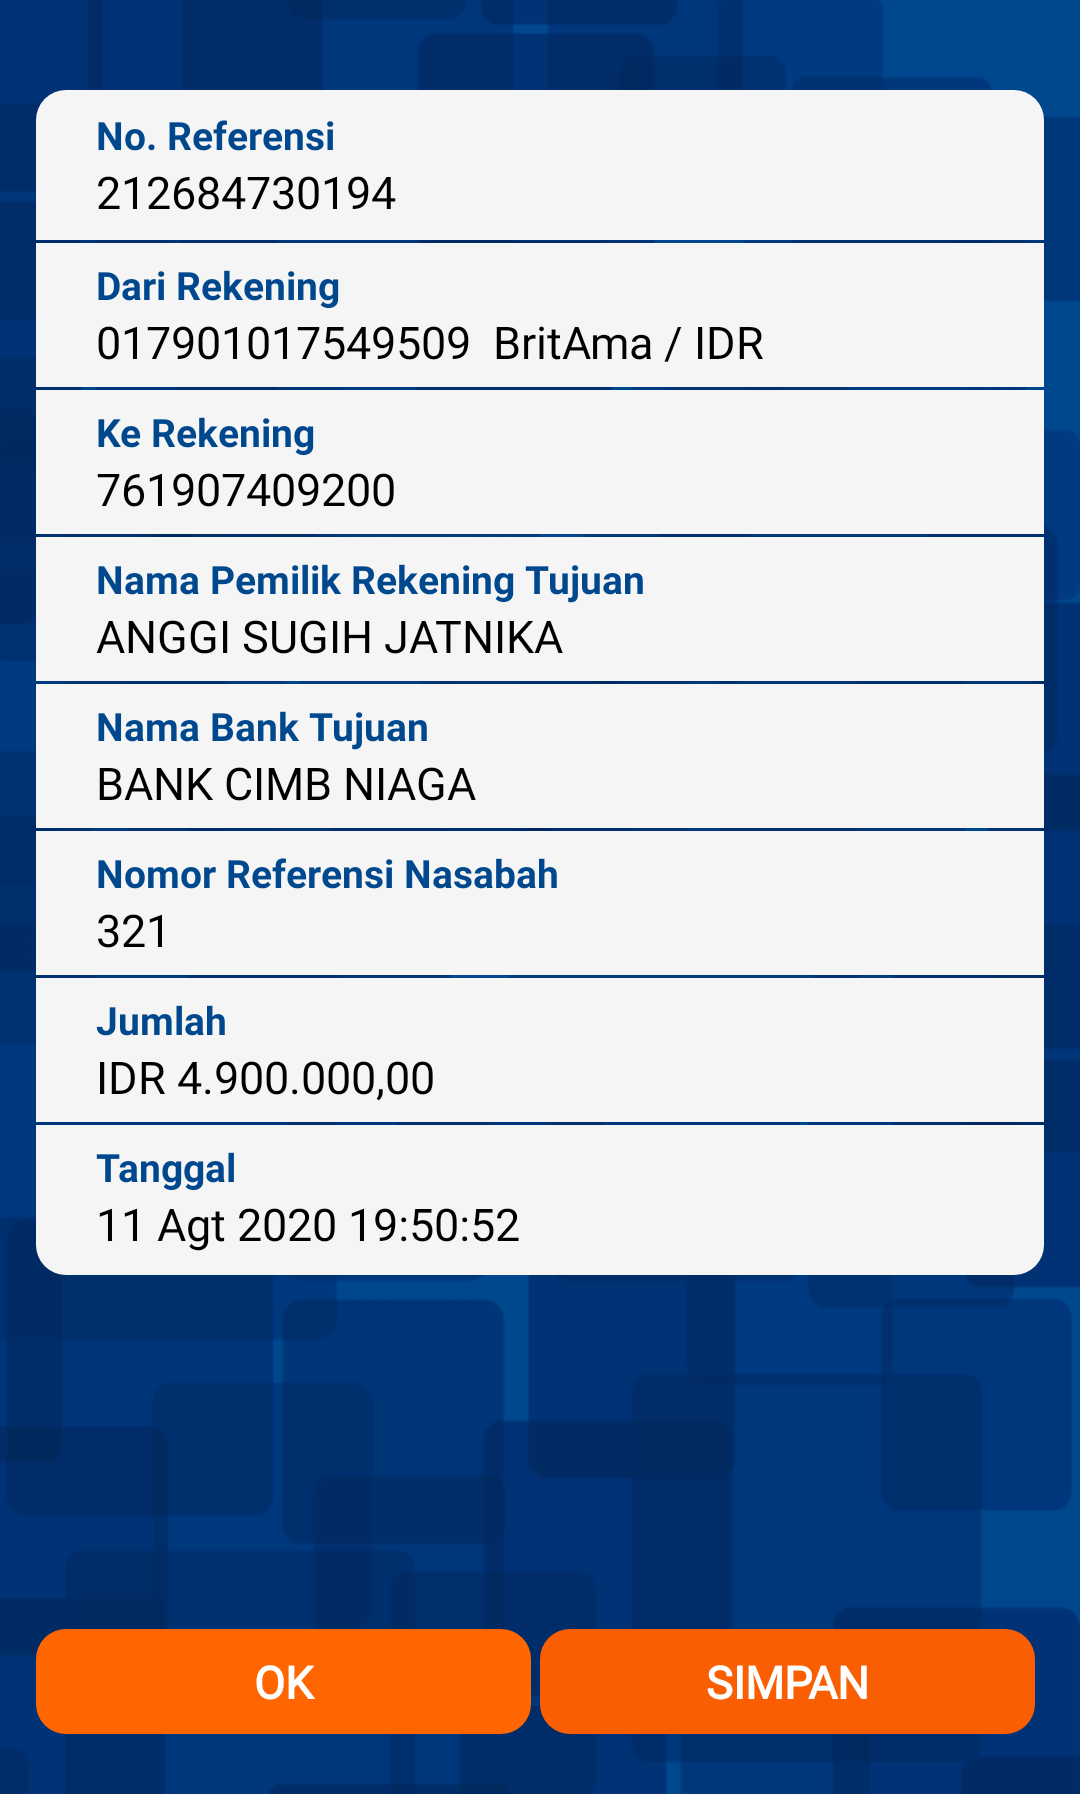 No. Referensi
212684730194
Dari Rekening
017901017549509 BritAma / IDR
Ke Rekening
761907409200
Nama Pemilik Rekening Tujuan
ANGGI SUGIH JATNIKA
Nama Bank Tujuan
BANK CIMB NIAGA
Nomor Referensi Nasabah
321
Jumlah
IDR 4.900.000,00
Tanggal
11 Agt 2020 19:50:52
OK
SIMPAN